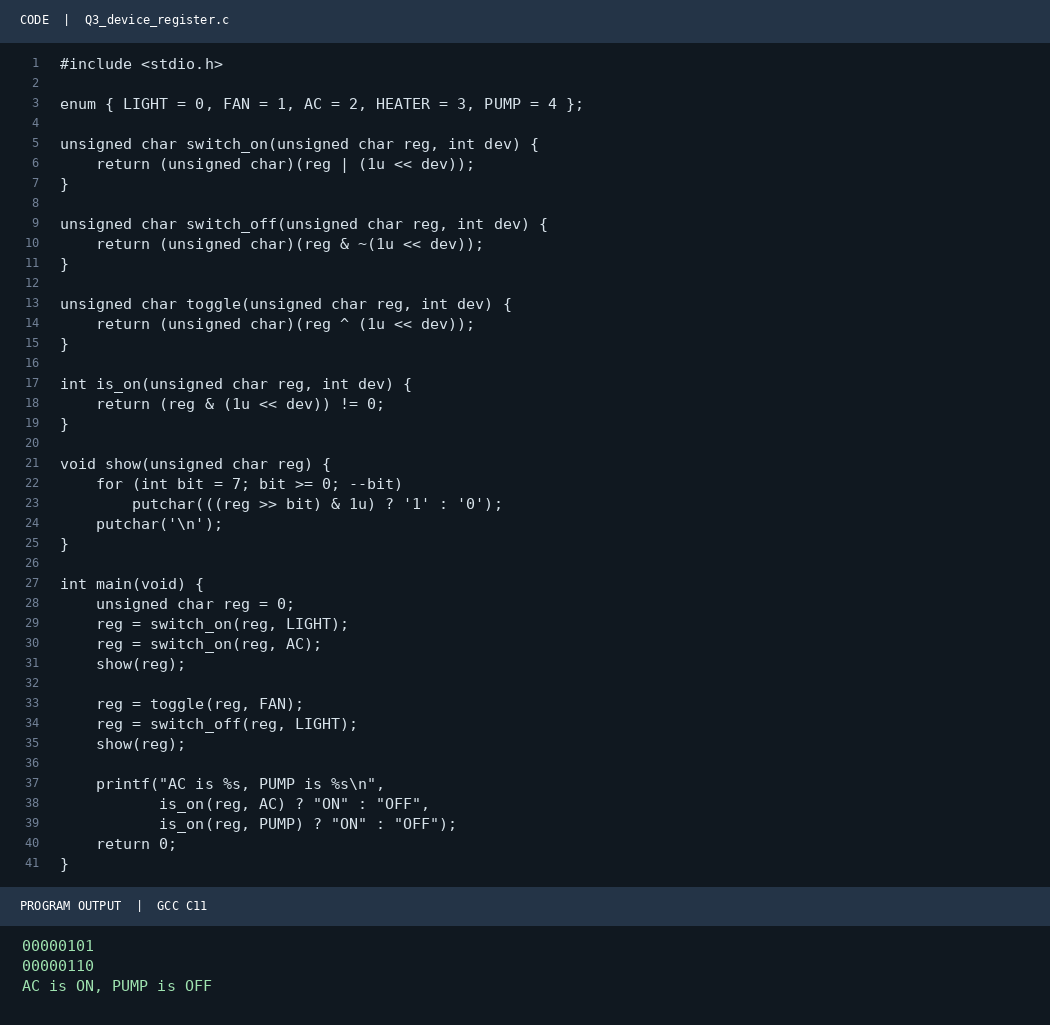 CODE  |  Q3_device_register.c
1 #include <stdio.h>
2
3 enum { LIGHT = 0, FAN = 1, AC = 2, HEATER = 3, PUMP = 4 };
4
5 unsigned char switch_on(unsigned char reg, int dev) {
6     return (unsigned char)(reg | (1u << dev));
7 }
8
9 unsigned char switch_off(unsigned char reg, int dev) {
10     return (unsigned char)(reg & ~(1u << dev));
11 }
12
13 unsigned char toggle(unsigned char reg, int dev) {
14     return (unsigned char)(reg ^ (1u << dev));
15 }
16
17 int is_on(unsigned char reg, int dev) {
18     return (reg & (1u << dev)) != 0;
19 }
20
21 void show(unsigned char reg) {
22     for (int bit = 7; bit >= 0; --bit)
23         putchar(((reg >> bit) & 1u) ? '1' : '0');
24     putchar('\n');
25 }
26
27 int main(void) {
28     unsigned char reg = 0;
29     reg = switch_on(reg, LIGHT);
30     reg = switch_on(reg, AC);
31     show(reg);
32
33     reg = toggle(reg, FAN);
34     reg = switch_off(reg, LIGHT);
35     show(reg);
36
37     printf("AC is %s, PUMP is %s\n",
38            is_on(reg, AC) ? "ON" : "OFF",
39            is_on(reg, PUMP) ? "ON" : "OFF");
40     return 0;
41 }
PROGRAM OUTPUT  |  GCC C11
00000101
00000110
AC is ON, PUMP is OFF